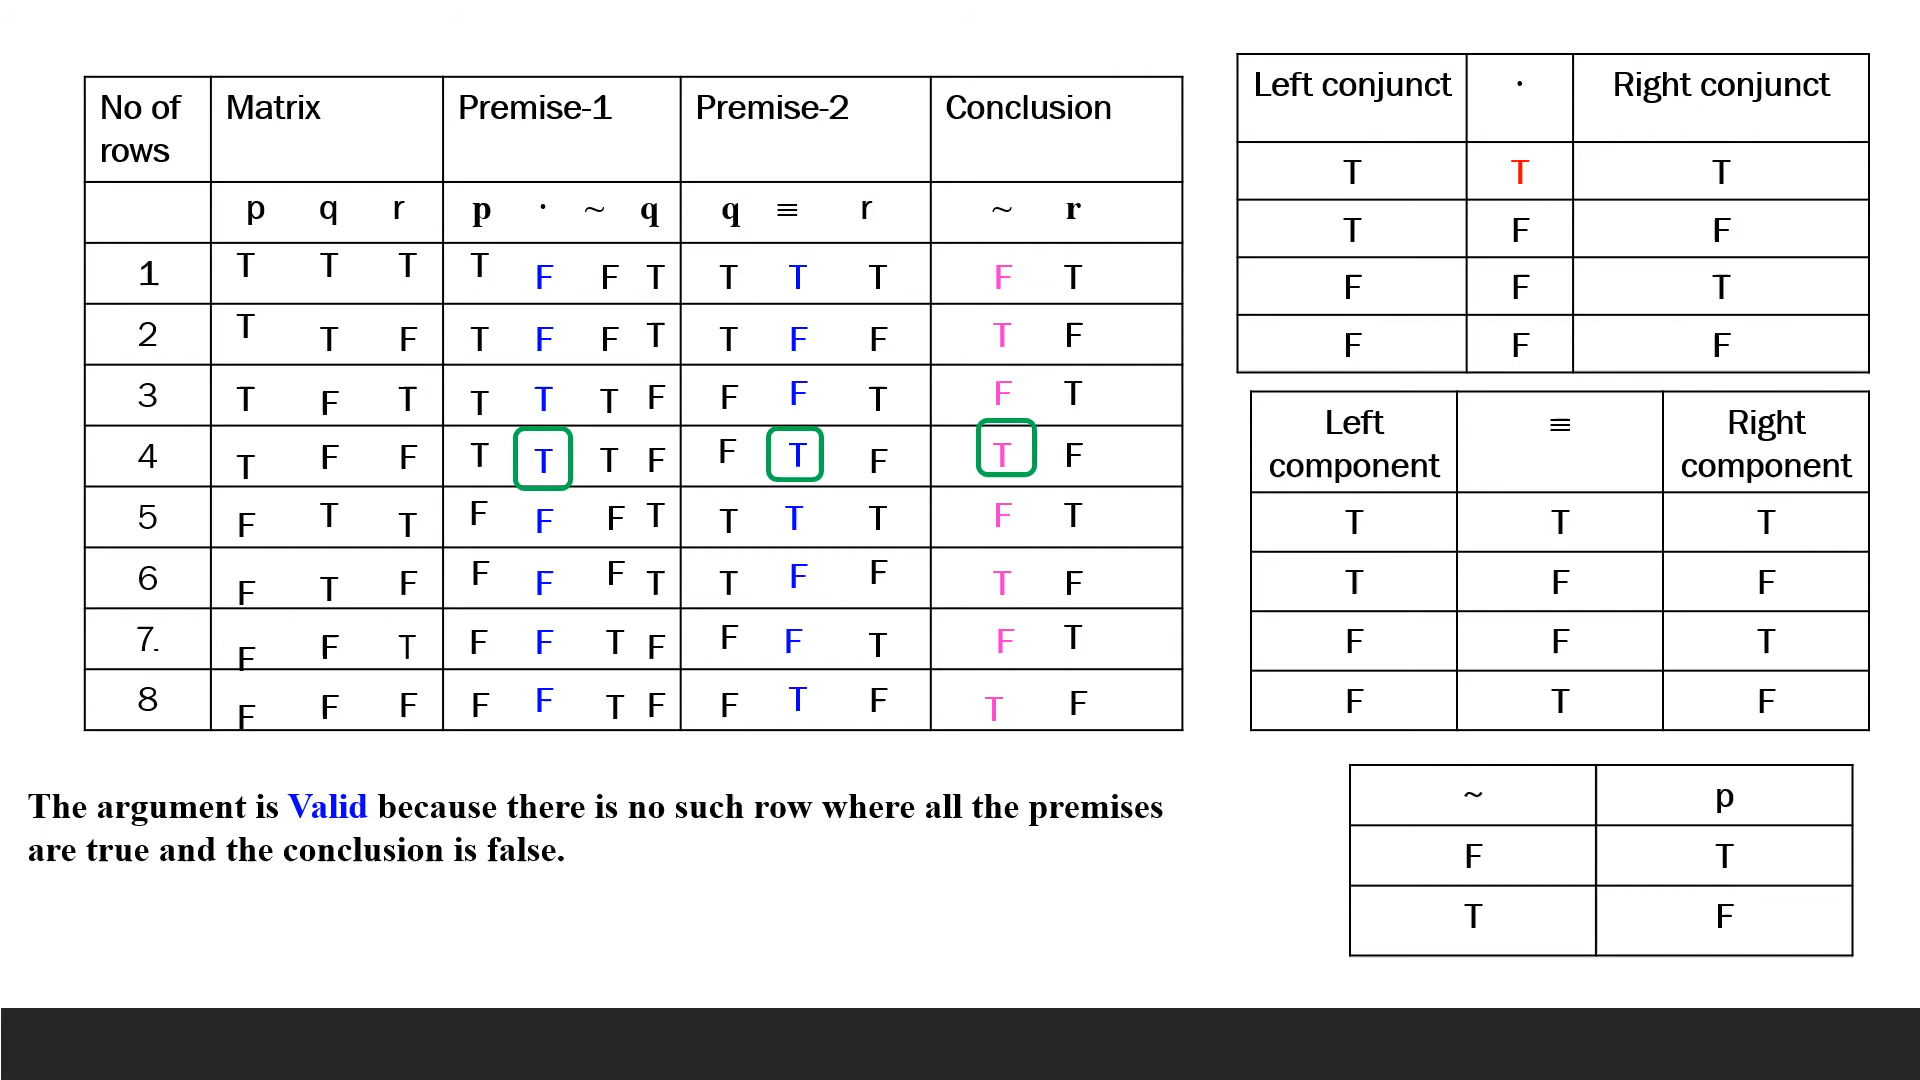 No of rows Matrix Premise-1 Premise-2 Conclusion
p q r p · ~ q q ≡ r ~ r
1 T T T T F F T T T T F T
2 T T F T F F T T F F T F
3 T F T T T T F F F T F T
4 T F F T T T F F T F T F
5 F T T F F F T T T T F T
6 F T F F F F T T F F T F
7. F F T F F T F F F T F T
8 F F F F F T F F T F T F
The argument is Valid because there is no such row where all the premises
are true and the conclusion is false.
Left conjunct · Right conjunct
T T T
T F F
F F T
F F F
Left component ≡ Right component
T T T
T F F
F F T
F T F
~ p
F T
T F